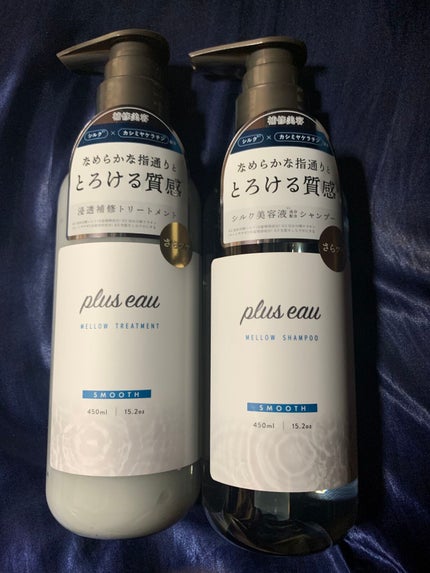 補修美容
シルク × カシミヤケラチン
なめらかな指通りと
とろける質感
浸透補修トリートメント
さらツヤ
plus eau
MELLOW TREATMENT
SMOOTH
450ml | 15.2oz
補修美容
シルク × カシミヤケラチン
なめらかな指通りと
とろける質感
シルク美容液シャンプー
plus eau
MELLOW SHAMPOO
SMOOTH
450ml | 15.2oz